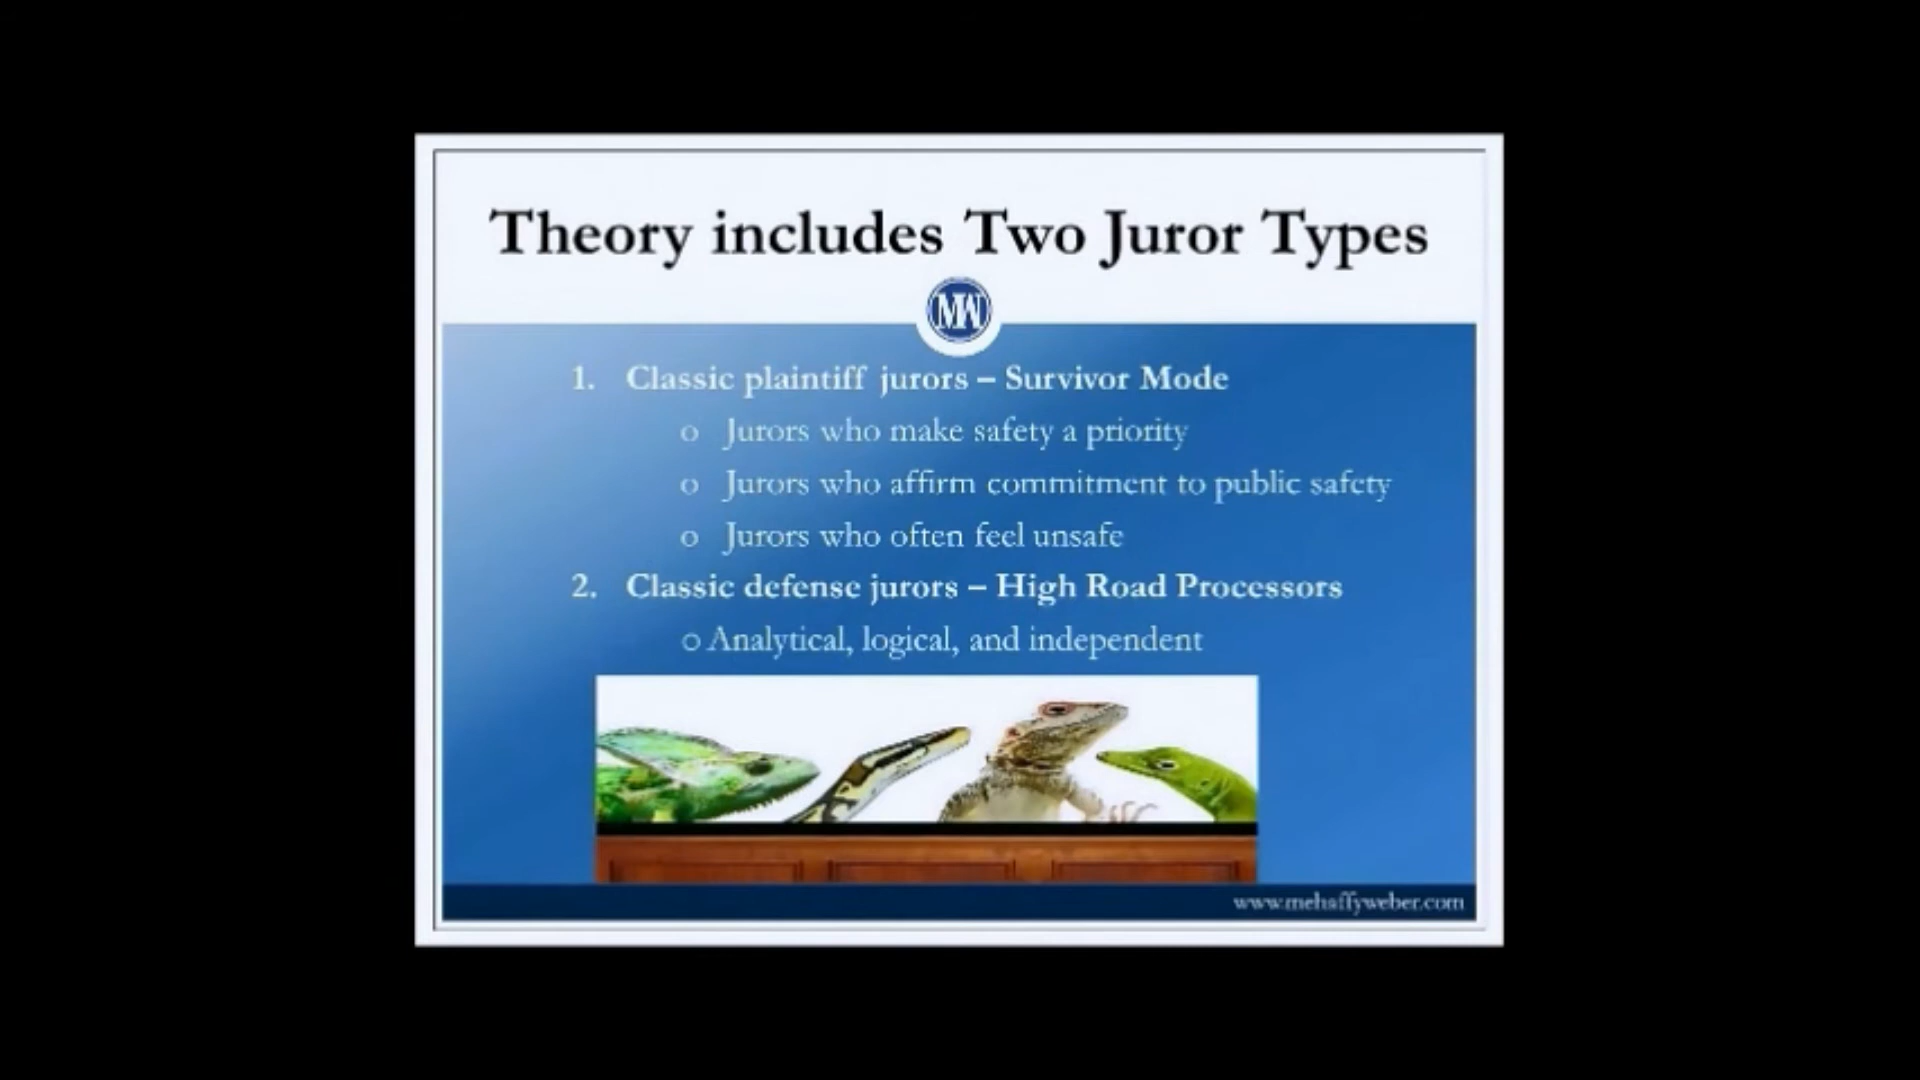 Theory includes Two Juror Types
MW
1. Classic plaintiff jurors – Survivor Mode
o Jurors who make safety a priority
o Jurors who affirm commitment to public safety
o Jurors who often feel unsafe
2. Classic defense jurors – High Road Processors
o Analytical, logical, and independent
www.mehaffyweber.com